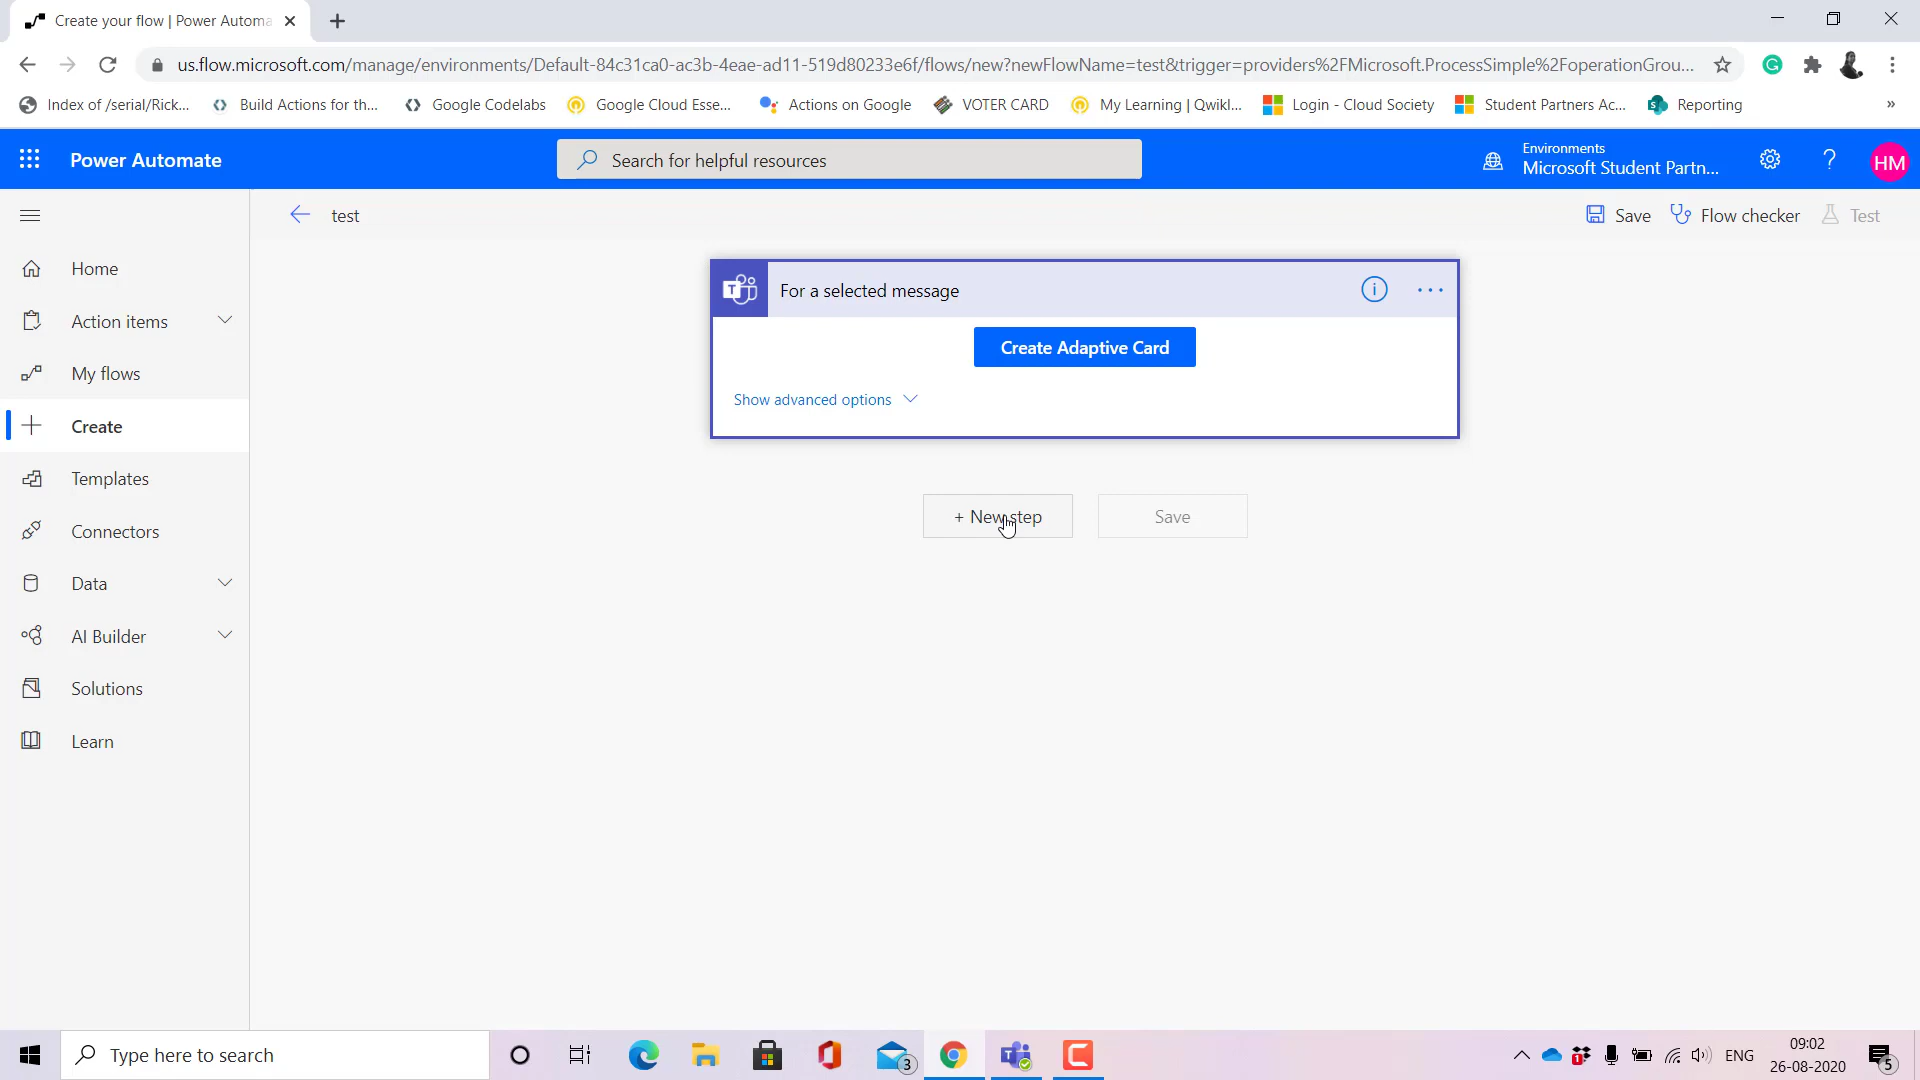 Create your flow | Power Automa
us.flow.microsoft.com/manage/environments/Default-84c31ca0-ac3b-4eae-ad11-519d80233e6f/flows/new?newFlowName=test&trigger=providers%2FMicrosoft.ProcessSimple%2FoperationGrou...
Index of /serial/Rick...
Build Actions for th...
Google Codelabs
Google Cloud Esse...
Actions on Google
VOTER CARD
My Learning | Qwikl...
Login - Cloud Society
Student Partners Ac...
Reporting
»
Power Automate
Search for helpful resources
Environments
Microsoft Student Partn...
?
HM
test
Save
Flow checker
Test
Home
Action items
My flows
Create
Templates
Connectors
Data
AI Builder
Solutions
Learn
For a selected message
Create Adaptive Card
Show advanced options
+ New step
Save
Type here to search
3
1
ENG
09:02
26-08-2020
5